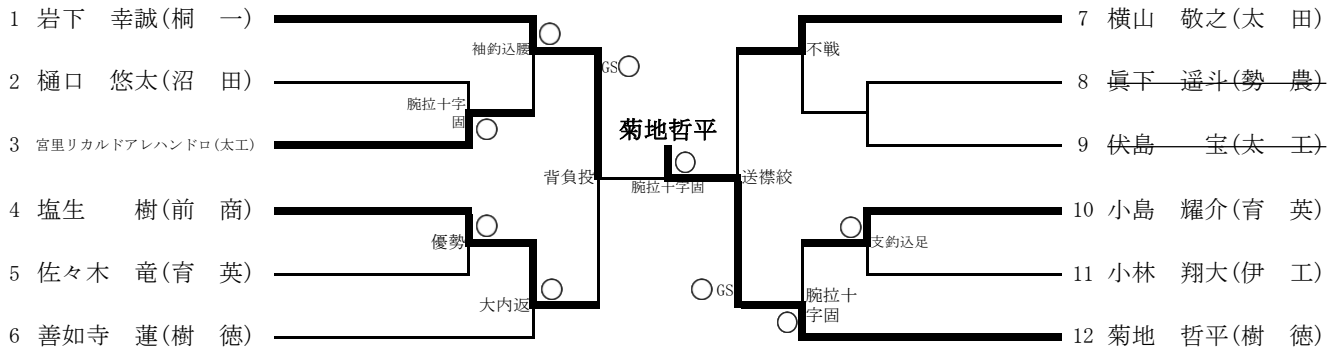 1 岩下　幸誠(桐　一)
袖釣込腰
2 樋口　悠太(沼　田)
腕拉十字
固
3 宮里リカルドアレハンドロ(太工)
GS
背負投
4 塩生　　樹(前　商)
優勢
5 佐々木　竜(育　英)
大内返
6 善如寺　蓮(樹　徳)
菊地哲平
腕拉十字固
7 横山　敬之(太　田)
不戦
8 眞下　遥斗(勢　農)
9 伏島　　宝(太　工)
送襟絞
10 小島　耀介(育　英)
支釣込足
11 小林　翔大(伊　工)
GS
腕拉十
字固
12 菊地　哲平(樹　徳)